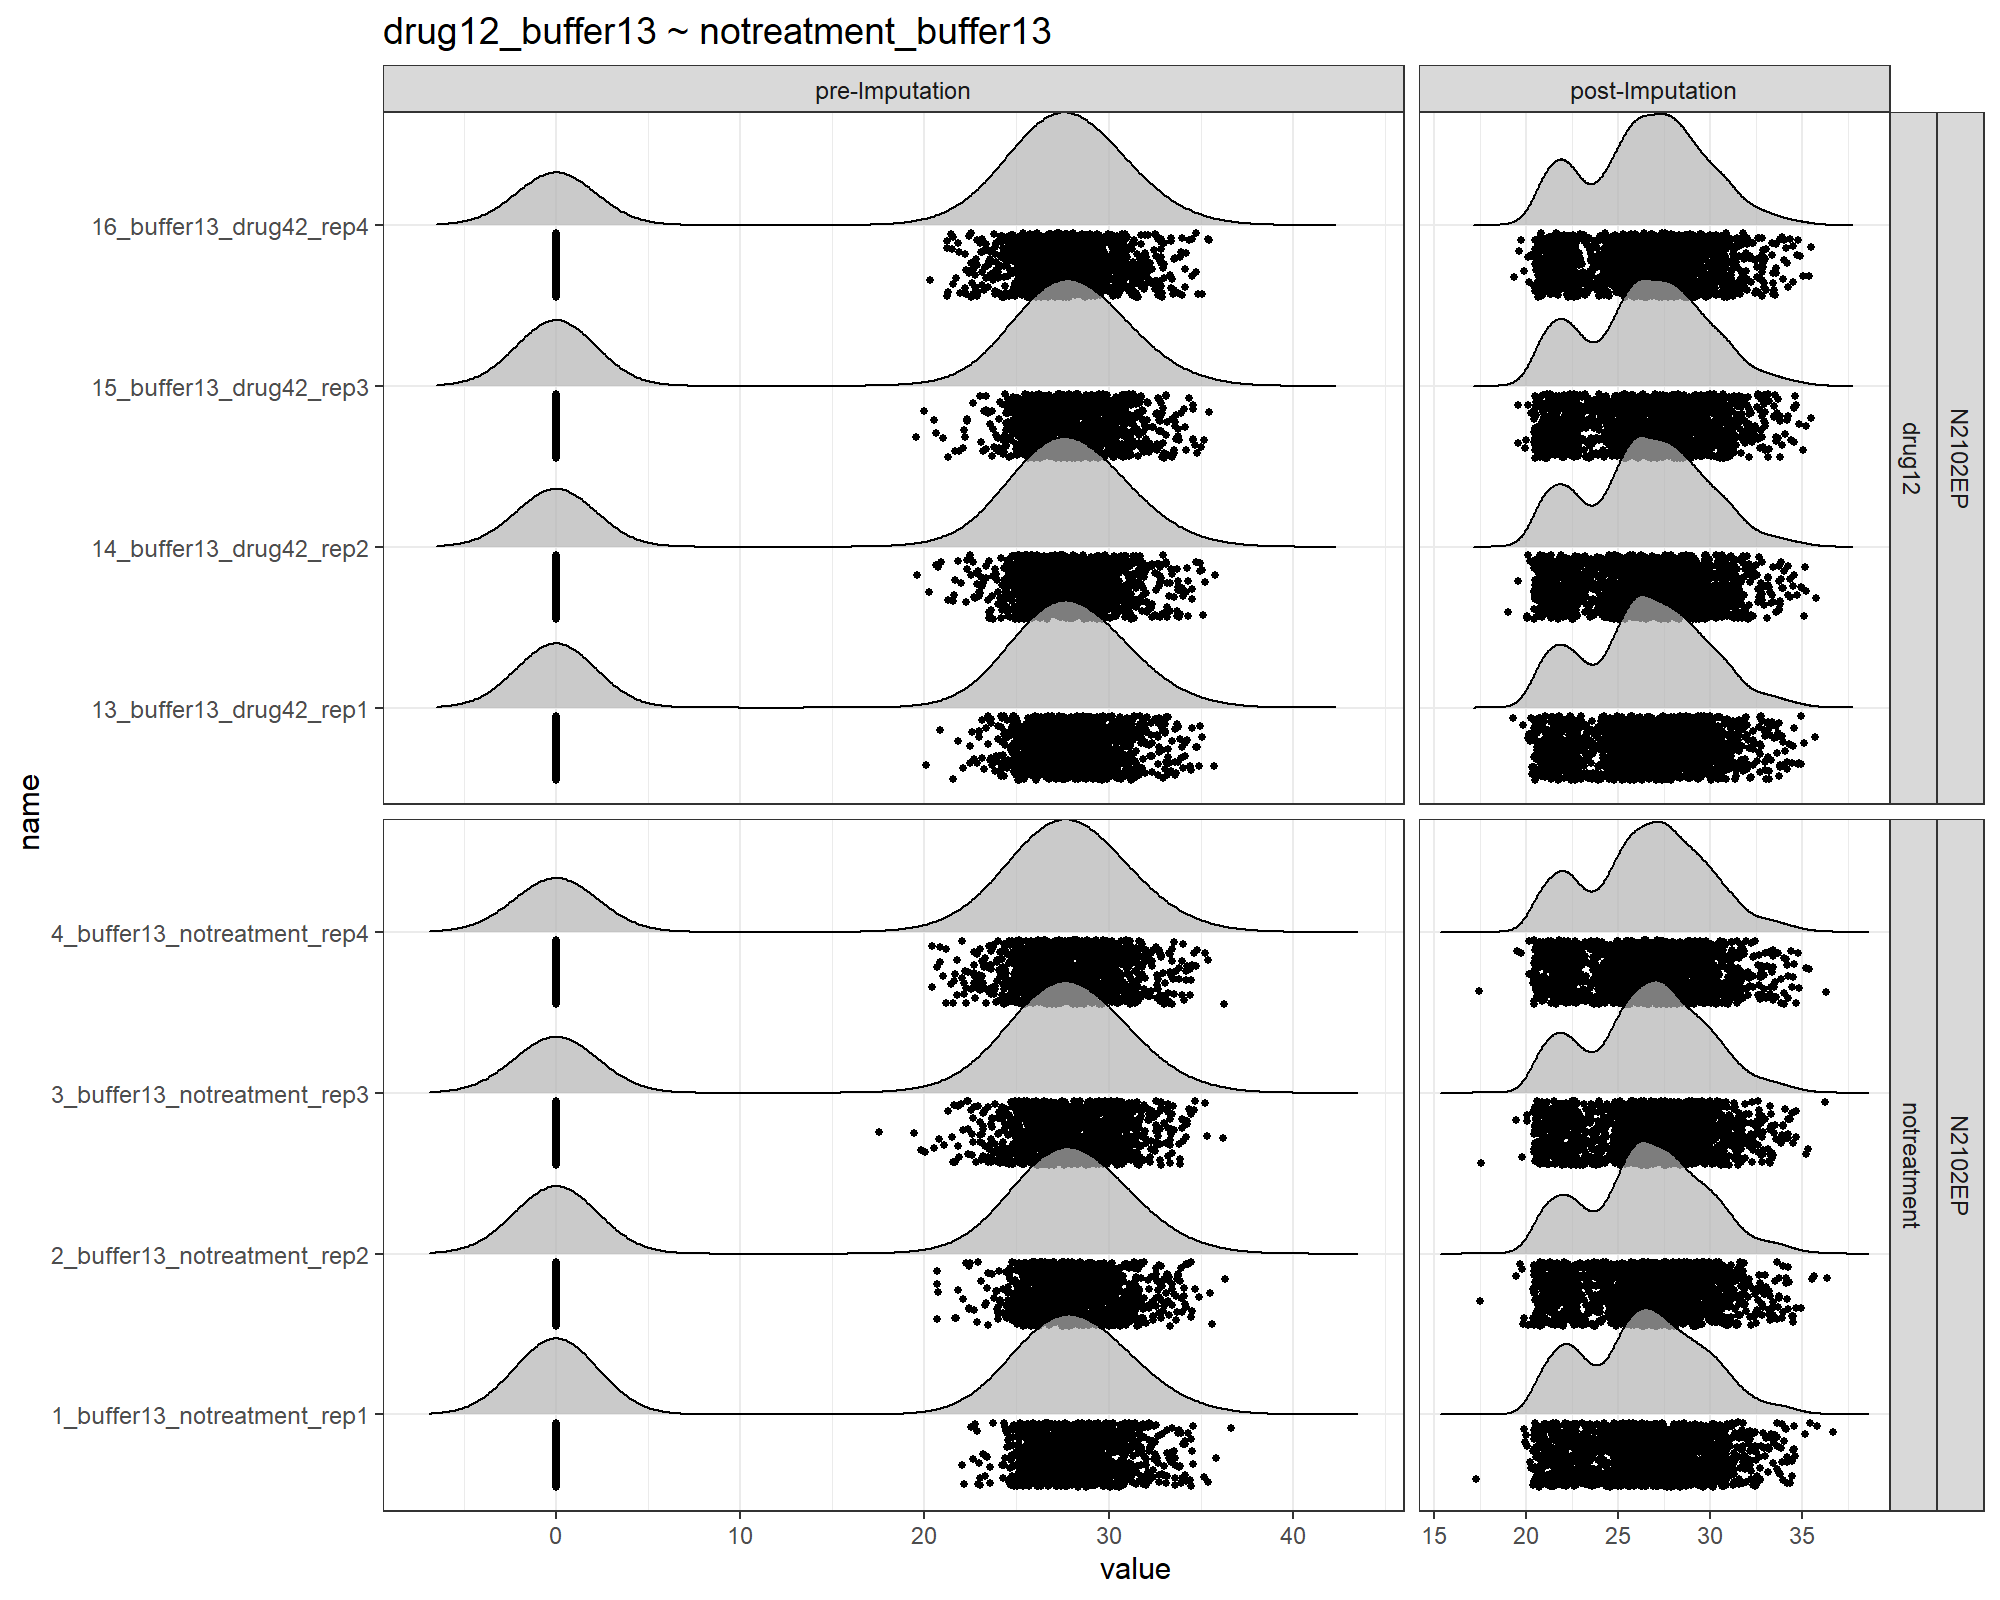 drug12_buffer13 ~ notreatment_buffer13
pre-Imputation
post-Imputation
16_buffer13_drug42_rep4
15_buffer13_drug42_rep3
14_buffer13_drug42_rep2
13_buffer13_drug42_rep1
drug12
N2102EP
name
4_buffer13_notreatment_rep4
3_buffer13_notreatment_rep3
2_buffer13_notreatment_rep2
1_buffer13_notreatment_rep1
notreatment
N2102EP
0 10 20 30 40
15 20 25 30 35
value